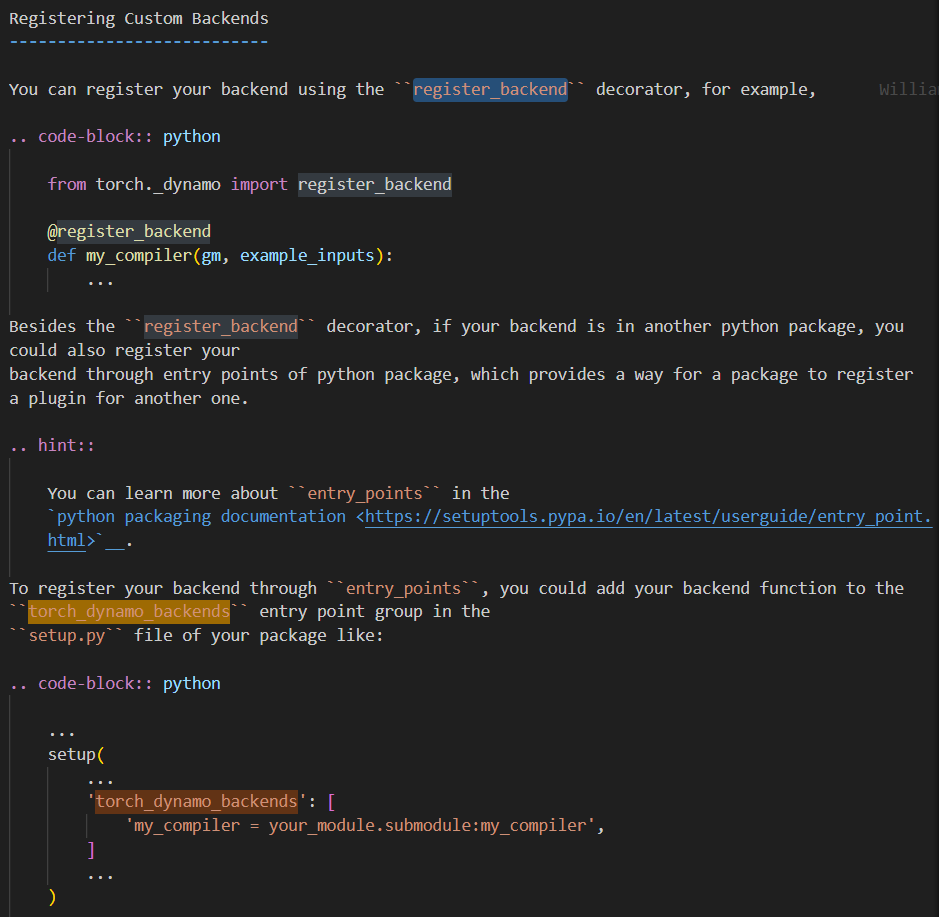 Registering Custom Backends
---------------------------
You can register your backend using the ``register_backend`` decorator, for example,
.. code-block:: python
from torch._dynamo import register_backend
@register_backend
def my_compiler(gm, example_inputs):
...
Besides the ``register_backend`` decorator, if your backend is in another python package, you
could also register your
backend through entry points of python package, which provides a way for a package to register
a plugin for another one.
.. hint::
You can learn more about ``entry_points`` in the
`python packaging documentation <https://setuptools.pypa.io/en/latest/userguide/entry_point.
html>`__.
To register your backend through ``entry_points``, you could add your backend function to the
``torch_dynamo_backends`` entry point group in the
``setup.py`` file of your package like:
.. code-block:: python
...
setup(
...
'torch_dynamo_backends': [
'my_compiler = your_module.submodule:my_compiler',
]
...
)